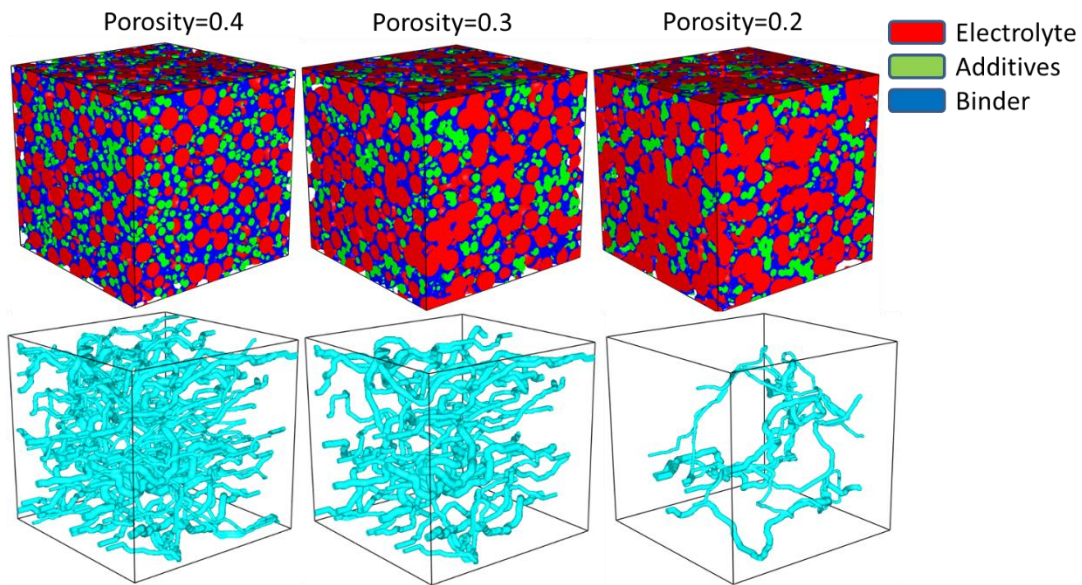 Porosity=0.4
Porosity=0.3
Porosity=0.2
Electrolyte
Additives
Binder